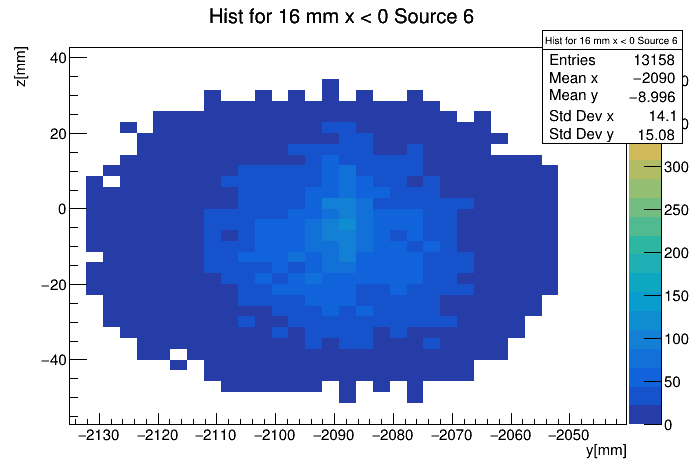 Hist for 16 mm x < 0 Source 6
z[mm]
Hist for 16 mm x < 0 Source 6
Entries 13158
Mean x −2090
Mean y −8.996
Std Dev x 14.1
Std Dev y 15.08
40
20
0
−20
−40
300
250
200
150
100
50
0
−2130 −2120 −2110 −2100 −2090 −2080 −2070 −2060 −2050
y[mm]